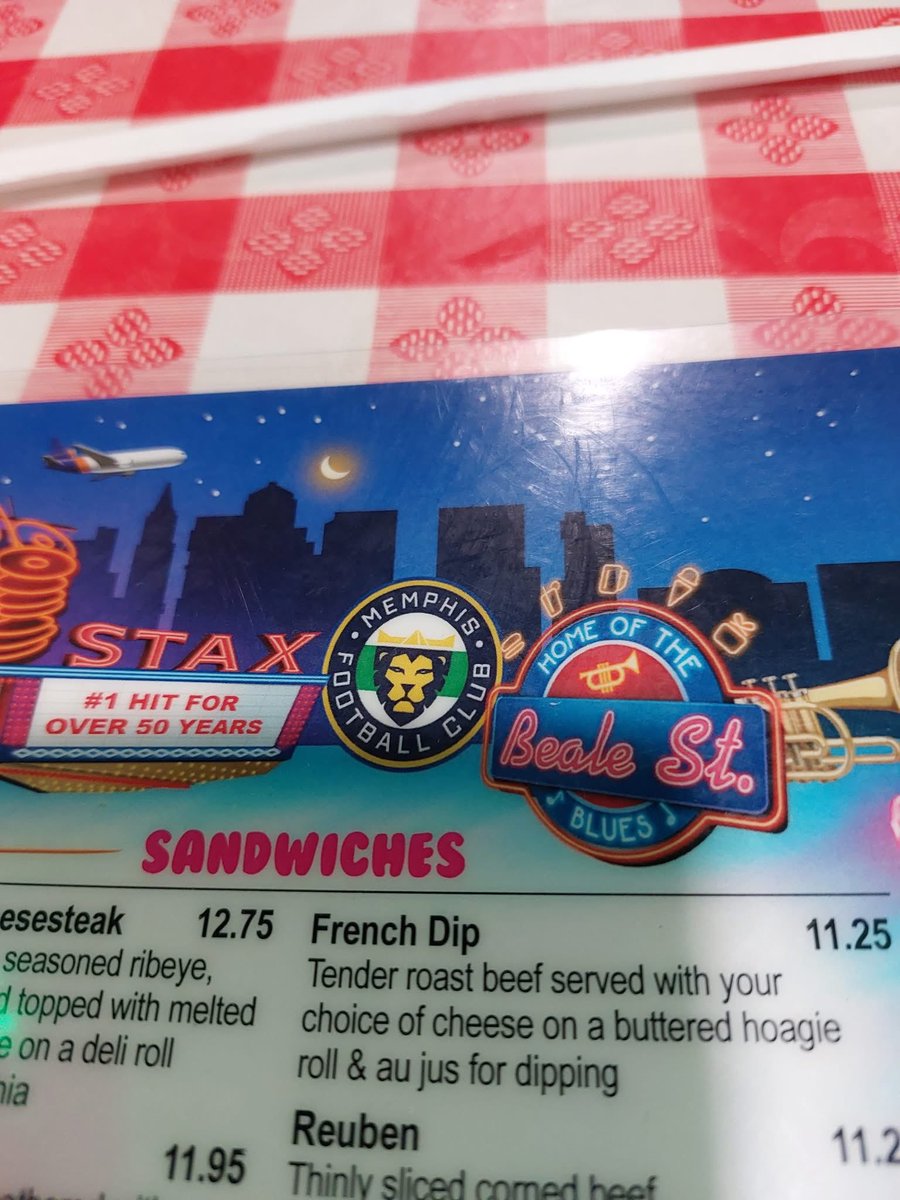 STAX
#1 HIT FOR
OVER 50 YEARS
MEMPHIS
FOOTBALL CLUB
HOME OF THE
Beale St.
BLUES
SANDWICHES
12.75
seasoned ribeye,
topped with melted
on a deli roll
11.95
French Dip 11.25
Tender roast beef served with your
choice of cheese on a buttered hoagie
roll & au jus for dipping
Reuben
Thinly sliced corned beef